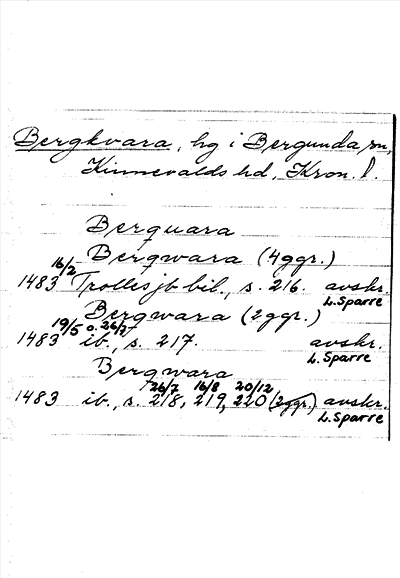 Bergkvara, hg i Bergunda sn,
Kinnevalds hd, Kron. l.
Berquara
Bergwara (4ggr.)
16/2
1483 Trolles jb bil., s. 216. avskr.
L. Sparre
Bergwara (2ggr.)
19/5 o. 26/7
1483 ib., s. 217. avskr.
L. Sparre
Bergwara
26/7 16/8 20/12
1483 ib., s. 218, 219, 220 (2ggr.) avskr.
L. Sparre